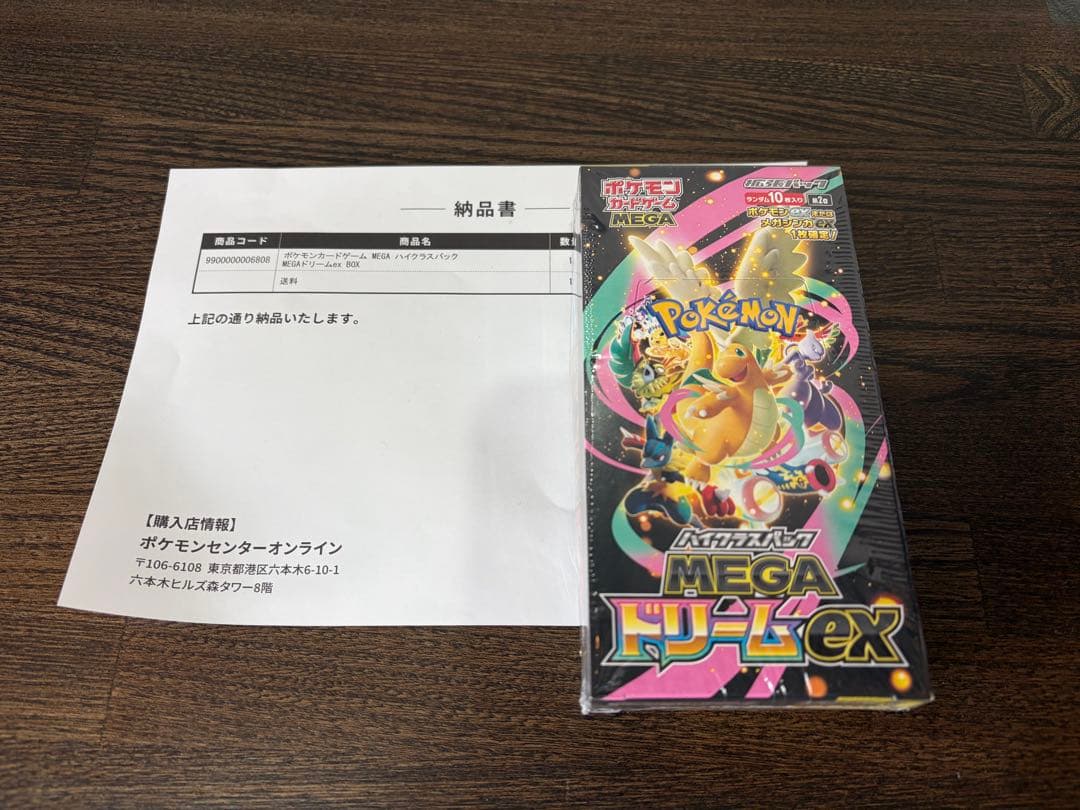 納品書
商品コード 商品名 数
9900000006808 ポケモンカードゲーム MEGA ハイクラスパック 1
MEGAドリームex BOX
送料 1
上記の通り納品いたします。
【購入店情報】
ポケモンセンターオンライン
〒106-6108 東京都港区六本木6-10-1
六本木ヒルズ森タワー8階
ポケモン
カードゲーム
MEGA
拡張パック
ランダム10枚入り
ポケモンexまたは
メガシンカex
1枚確定!
POKÉMON
ハイクラスパック
MEGA
ドリームex